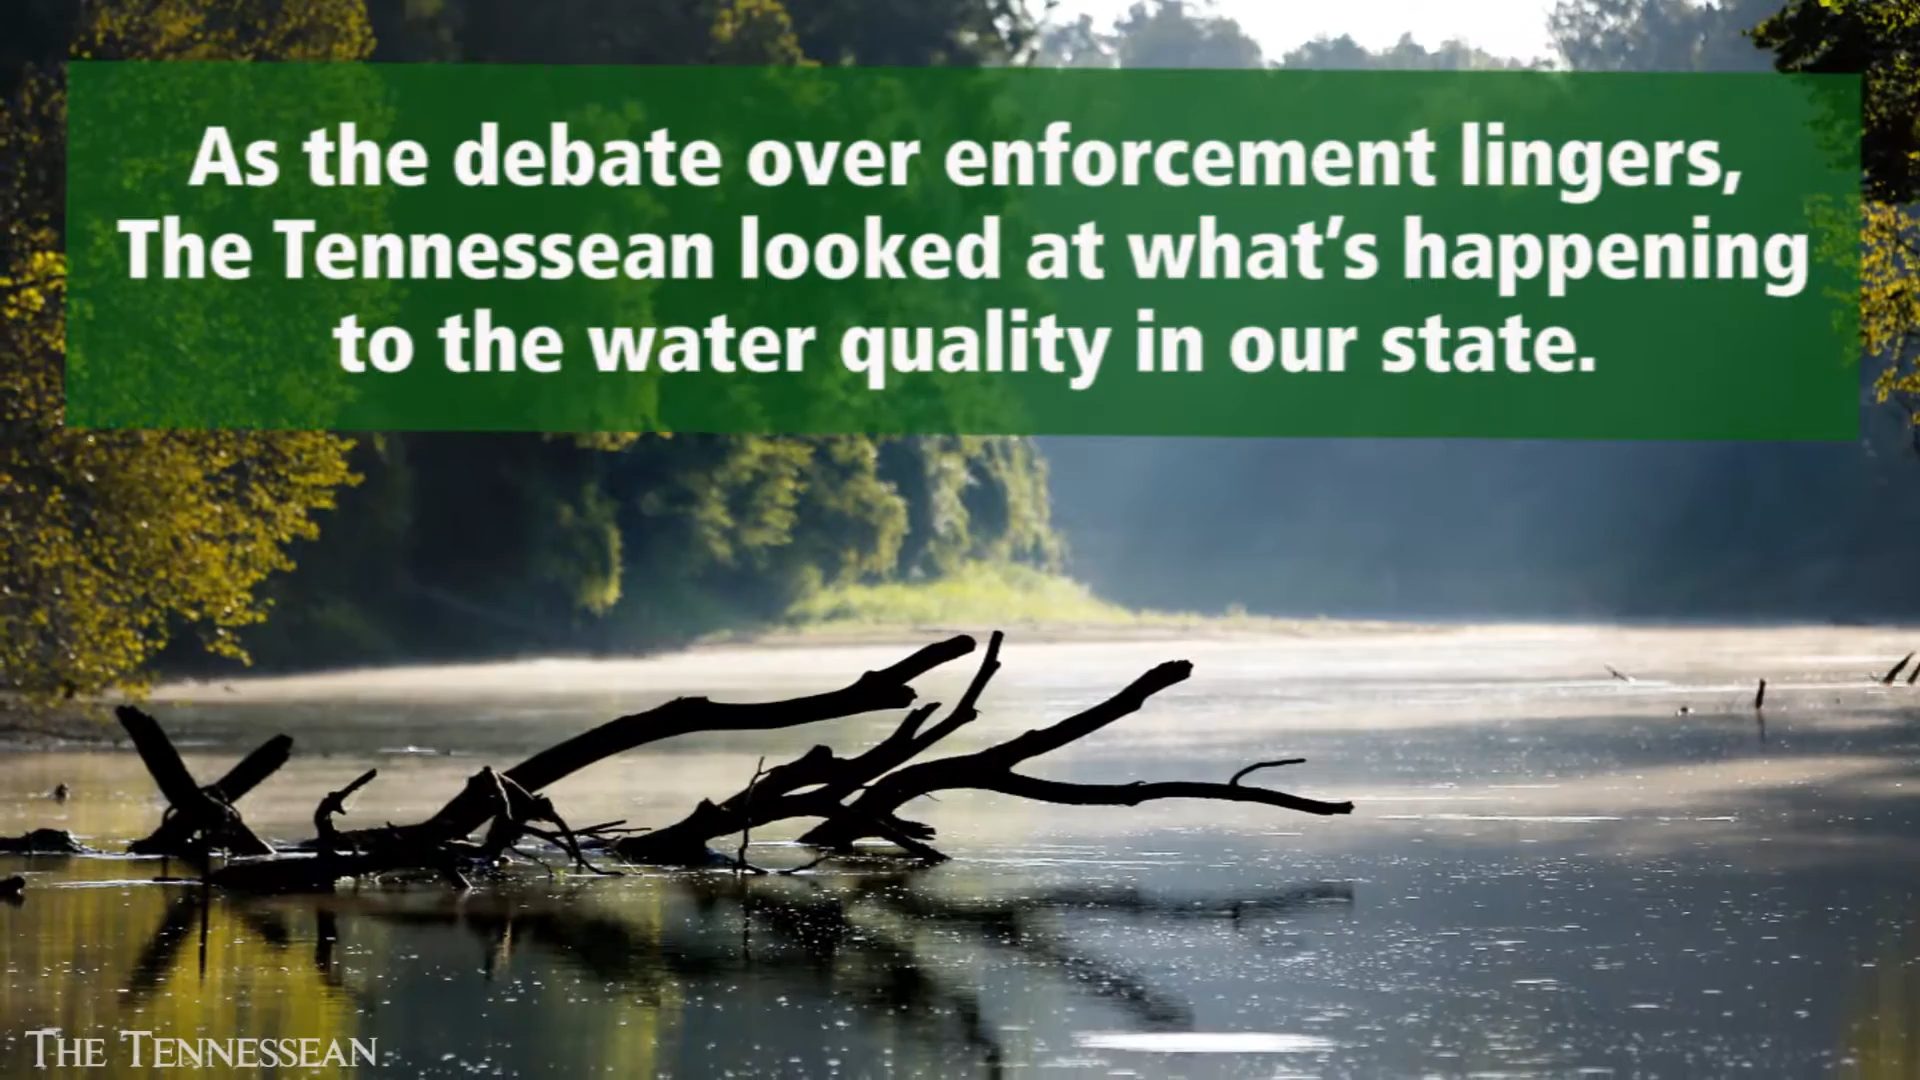 As the debate over enforcement lingers,
The Tennessean looked at what’s happening
to the water quality in our state.
THE TENNESSEAN